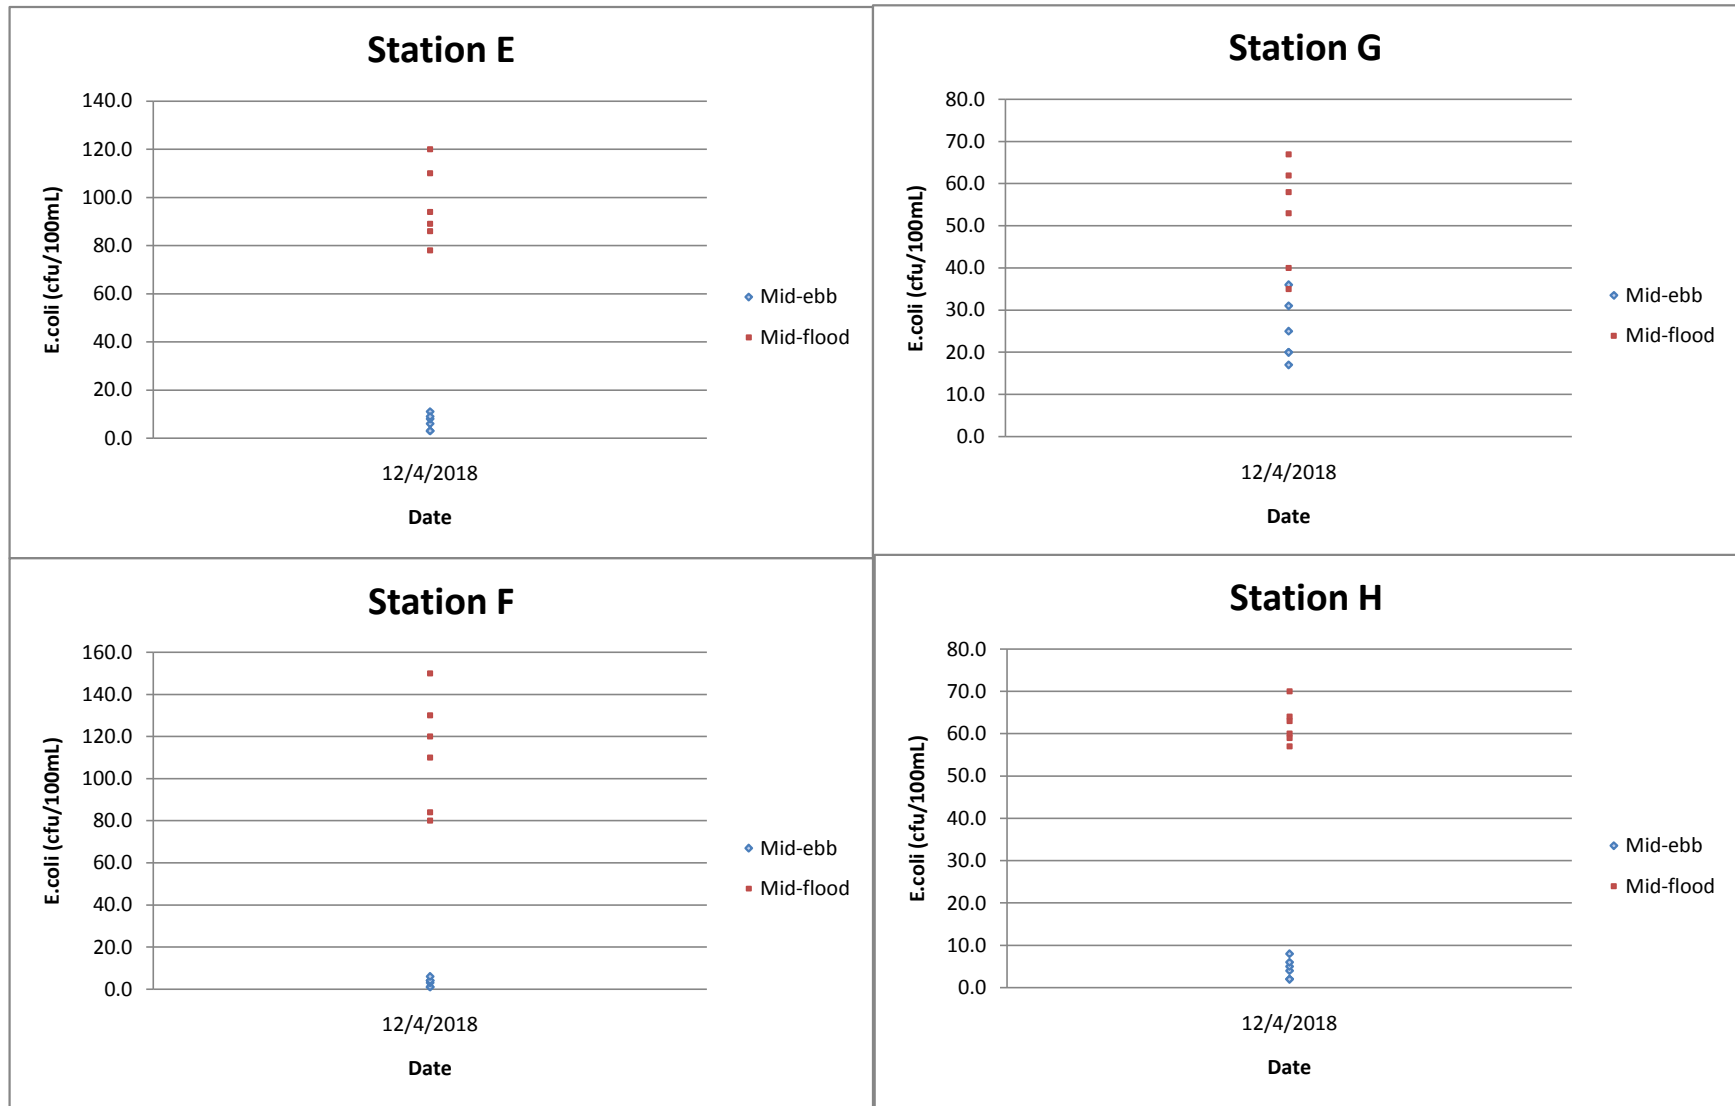 Station E
140.0
120.0
100.0
80.0
60.0
40.0
20.0
0.0
E.coli (cfu/100mL)
12/4/2018
Date
Mid-ebb
Mid-flood
Station G
80.0
70.0
60.0
50.0
40.0
30.0
20.0
10.0
0.0
E.coli (cfu/100mL)
12/4/2018
Date
Mid-ebb
Mid-flood
Station F
160.0
140.0
120.0
100.0
80.0
60.0
40.0
20.0
0.0
E.coli (cfu/100mL)
12/4/2018
Date
Mid-ebb
Mid-flood
Station H
80.0
70.0
60.0
50.0
40.0
30.0
20.0
10.0
0.0
E.coli (cfu/100mL)
12/4/2018
Date
Mid-ebb
Mid-flood